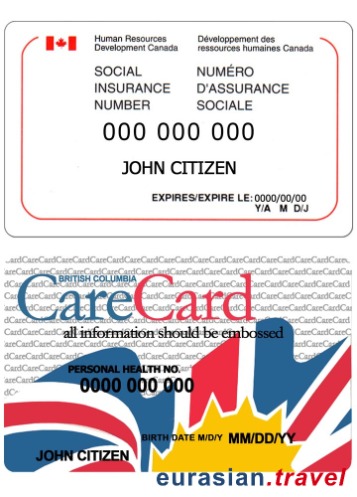 Human Resources Développement des
Development Canada ressources humaines Canada
SOCIAL NUMÉRO
INSURANCE D'ASSURANCE
NUMBER SOCIALE
000 000 000
JOHN CITIZEN
EXPIRES/EXPIRE LE: 0000/00/00
Y/A M D/J
BRITISH COLUMBIA
CareCard
all information should be embossed
PERSONAL HEALTH NO.
0000 000 000
BIRTH DATE M/D/Y MM/DD/YY
JOHN CITIZEN
eurasian.travel